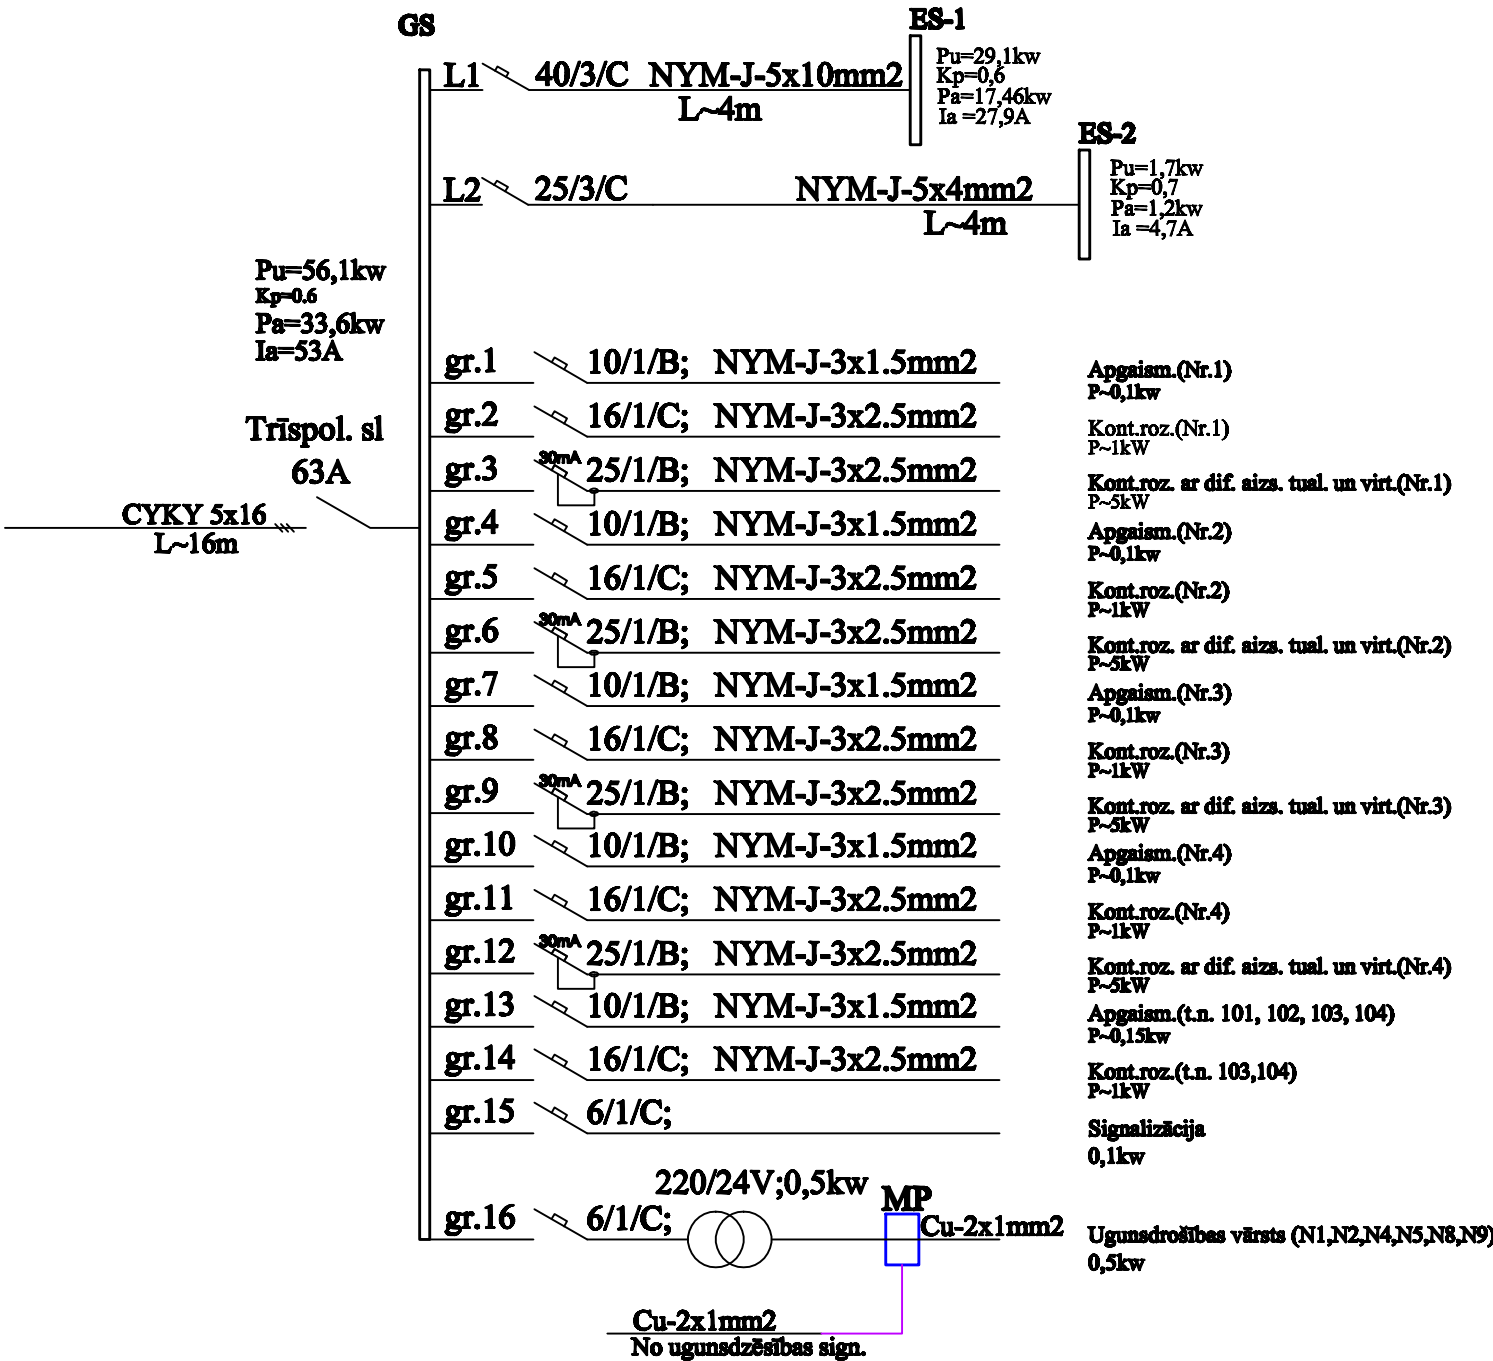 GS
ES-1
L1 40/3/C NYM-J-5x10mm2
L~4m
Pu=29,1kw
Kp=0,6
Pa=17,46kw
Ia =27,9A
ES-2
L2 25/3/C NYM-J-5x4mm2
L~4m
Pu=1,7kw
Kp=0,7
Pa=1,2kw
Ia =4,7A
Pu=56,1kw
Kp=0.6
Pa=33,6kw
Ia=53A
Trīspol. sl
63A
CYKY 5x16
L~16m
gr.1 10/1/B; NYM-J-3x1.5mm2
Apgaism.(Nr.1)
P~0,1kw
gr.2 16/1/C; NYM-J-3x2.5mm2
Kont.roz.(Nr.1)
P~1kW
gr.3 30mA 25/1/B; NYM-J-3x2.5mm2
Kont.roz. ar dif. aizs. tual. un virt.(Nr.1)
P~5kW
gr.4 10/1/B; NYM-J-3x1.5mm2
Apgaism.(Nr.2)
P~0,1kw
gr.5 16/1/C; NYM-J-3x2.5mm2
Kont.roz.(Nr.2)
P~1kW
gr.6 30mA 25/1/B; NYM-J-3x2.5mm2
Kont.roz. ar dif. aizs. tual. un virt.(Nr.2)
P~5kW
gr.7 10/1/B; NYM-J-3x1.5mm2
Apgaism.(Nr.3)
P~0,1kw
gr.8 16/1/C; NYM-J-3x2.5mm2
Kont.roz.(Nr.3)
P~1kW
gr.9 30mA 25/1/B; NYM-J-3x2.5mm2
Kont.roz. ar dif. aizs. tual. un virt.(Nr.3)
P~5kW
gr.10 10/1/B; NYM-J-3x1.5mm2
Apgaism.(Nr.4)
P~0,1kw
gr.11 16/1/C; NYM-J-3x2.5mm2
Kont.roz.(Nr.4)
P~1kW
gr.12 30mA 25/1/B; NYM-J-3x2.5mm2
Kont.roz. ar dif. aizs. tual. un virt.(Nr.4)
P~5kW
gr.13 10/1/B; NYM-J-3x1.5mm2
Apgaism.(t.n. 101, 102, 103, 104)
P~0,15kw
gr.14 16/1/C; NYM-J-3x2.5mm2
Kont.roz.(t.n. 103,104)
P~1kW
gr.15 6/1/C;
Signalizācija
0,1kw
220/24V;0,5kw
MP
gr.16 6/1/C;
Cu-2x1mm2
Ugunsdrošības vārsts (N1,N2,N4,N5,N8,N9)
0,5kw
Cu-2x1mm2
No ugunsdzēsības sign.